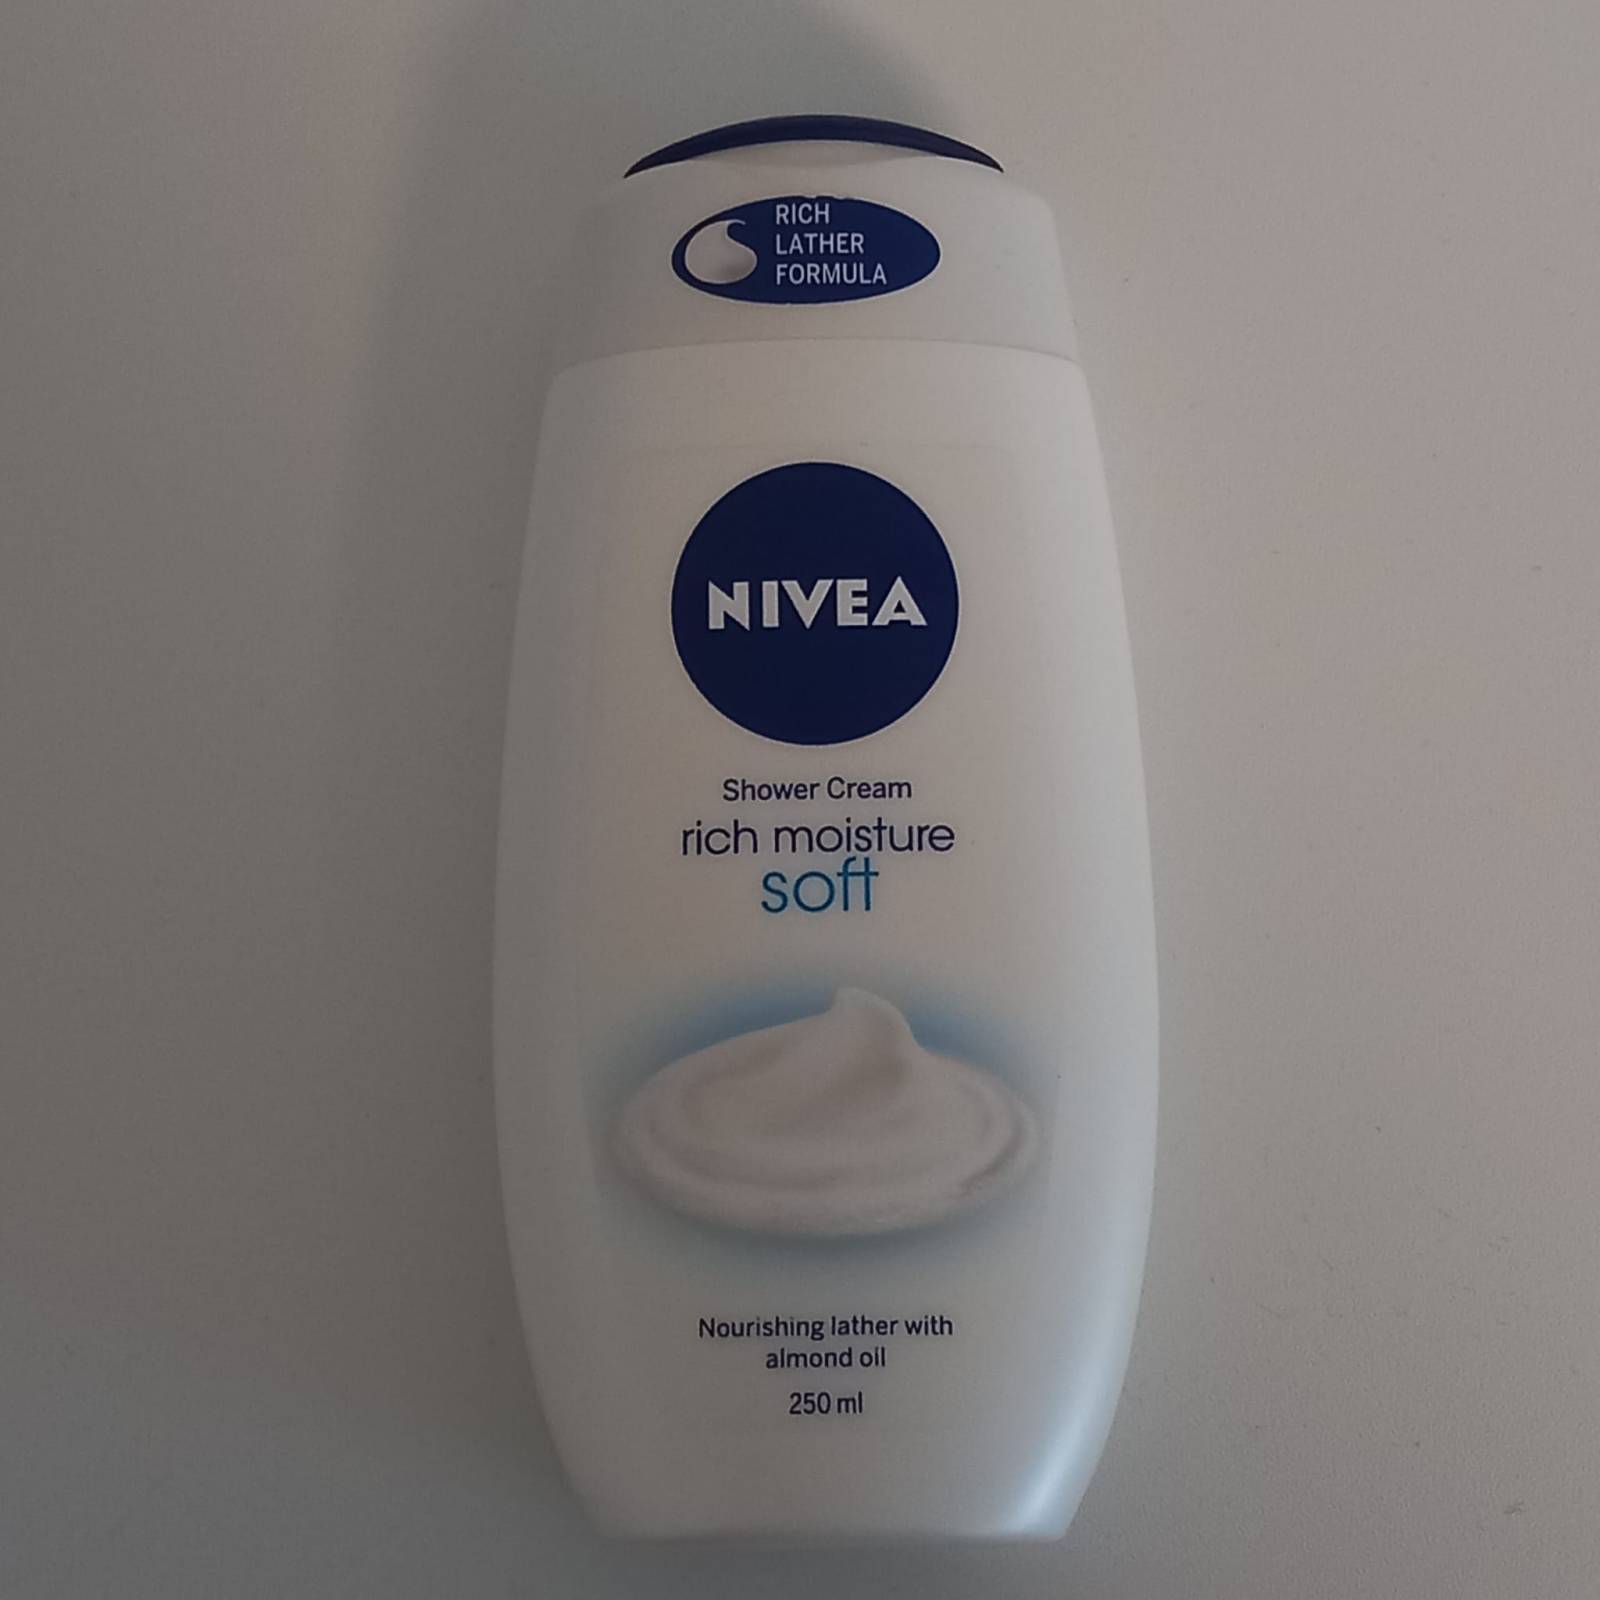 RICH
LATHER
FORMULA
NIVEA
Shower Cream
rich moisture
soft
Nourishing lather with
almond oil
250 ml